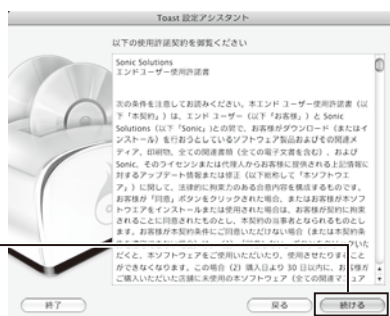 Toast 設定アシスタント
以下の使用許諾契約を御覧ください
Sonic Solutions
エンドユーザー使用許諾書
次の条件を注意してお読みください。本エンド ユーザー使用許諾書（以
下「本契約」）は、エンド ユーザー（以下「お客様」）と Sonic
Solutions（以下「Sonic」）との間で、お客様がダウンロード（またはイ
ンストール）を行おうとしているソフトウェア製品およびその関連メ
ディア、印刷物、全ての関連書類（全ての電子文書を含む）、および
Sonic、そのライセンサまたは代理人からお客様に提供される上記情報に
対するアップデート情報または修正（以下総称して「本ソフトウエ
ア」）に関して、法律的に拘束力のある合意内容を構成するものです。
お客様が「同意」ボタンをクリックされた場合、またはお客様が本ソフ
トウエアをインストールまたは使用された場合は、お客様が契約に拘束
されることに同意されたものとし、本契約の当事者となられるものとし
ます。お客様が本契約条件にご同意いただけない場合（または本契約条
だくと、本ソフトウェアをご使用いただいたり、使用させたりすること
ができなくなります。この場合（2）購入日より 30 日以内に、お客様が
ご購入いただいた店舗に未使用の本ソフトウェア（全ての関連マニュア
終了
戻る
続ける